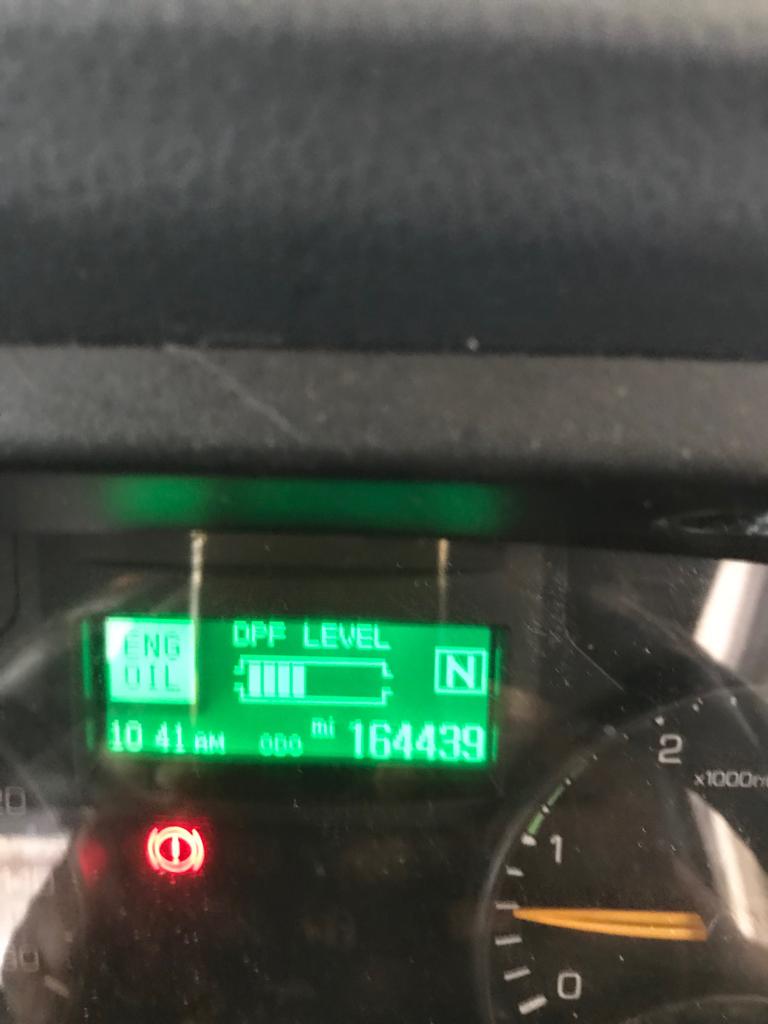 ENG
OIL
DPF LEVEL
N
10 41 AM ODO mi 164439
2
x1000r
1
0